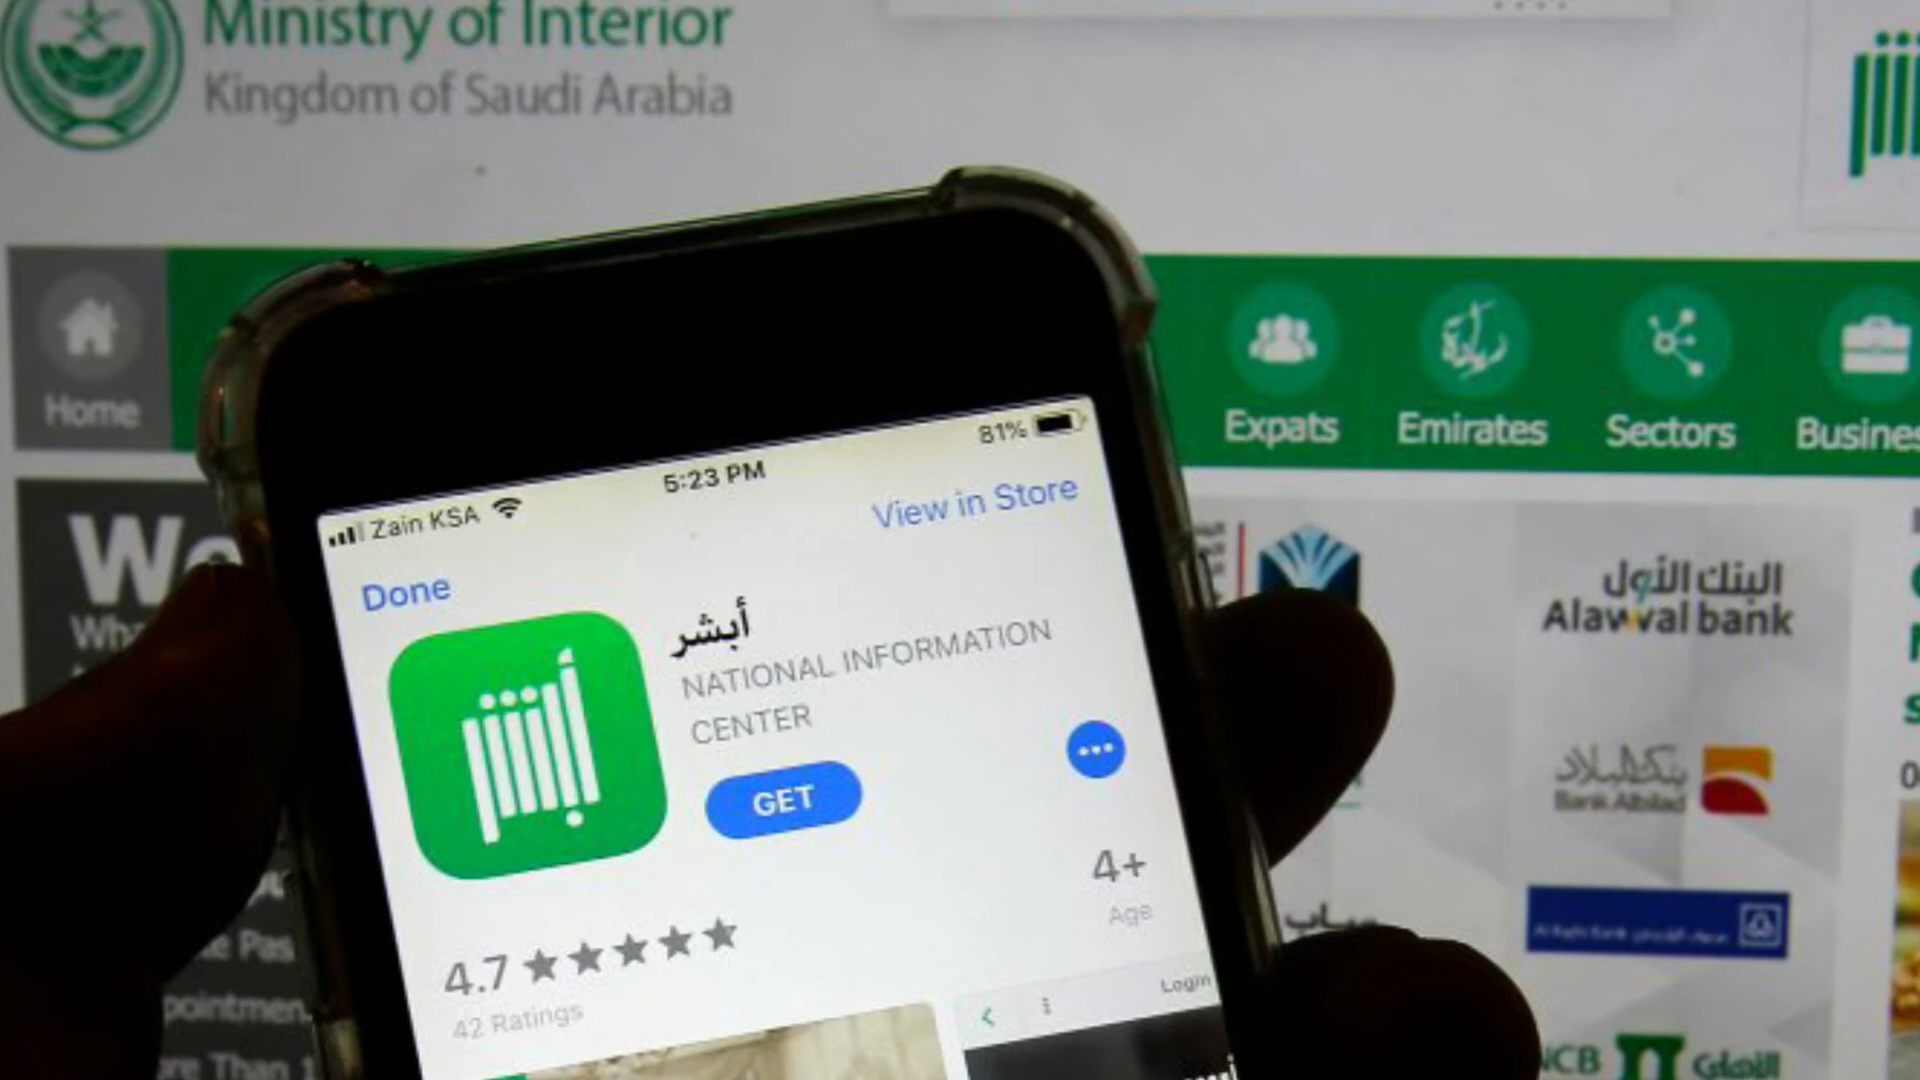 Ministry of Interior
Kingdom of Saudi Arabia
Home
Expats
Emirates
Sectors
Zain KSA
5:23 PM
81%
Done
View in Store
أبشر
NATIONAL INFORMATION
CENTER
GET
4.7
42 Ratings
4+
Age
Login
البنك الأول
Alawwal bank
بنك البلاد
Bank Albilad
NCB الأهلي